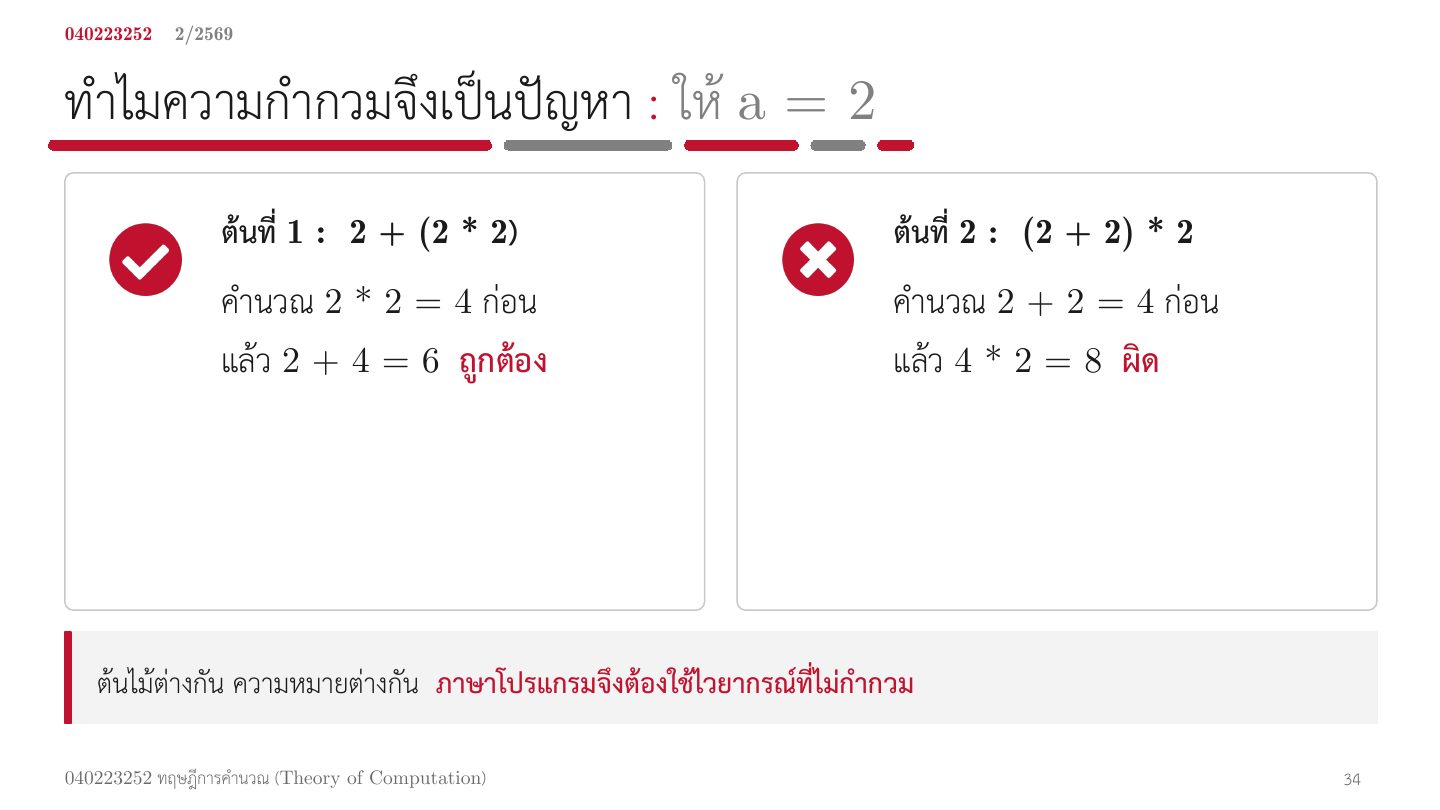 040223252 2/2569
ทำไมความกำกวมจึงเป็นปัญหา : ให้ a = 2
ต้นที่ 1 : 2 + (2 * 2)
คำนวณ 2 * 2 = 4 ก่อน
แล้ว 2 + 4 = 6 ถูกต้อง
ต้นที่ 2 : (2 + 2) * 2
คำนวณ 2 + 2 = 4 ก่อน
แล้ว 4 * 2 = 8 ผิด
ต้นไม้ต่างกัน ความหมายต่างกัน ภาษาโปรแกรมจึงต้องใช้ไวยากรณ์ที่ไม่กำกวม
040223252 ทฤษฎีการคำนวณ (Theory of Computation)
34